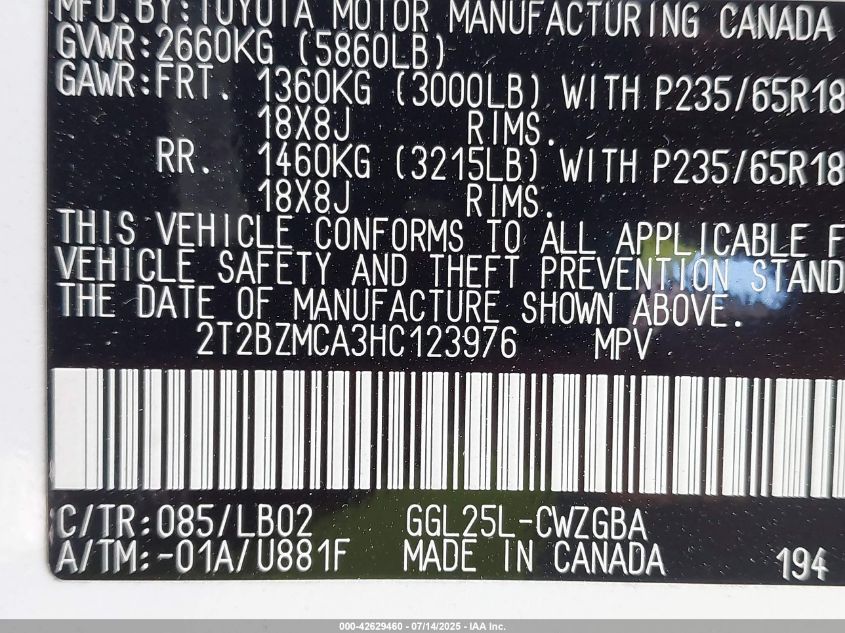 MFD.BY:TOYOTA MOTOR MANUFACTURING CANADA
GVWR:2660KG (5860LB)
GAWR:FRT. 1360KG (3000LB) WITH P235/65R18
18X8J RIMS.
RR. 1460KG (3215LB) WITH P235/65R18
18X8J RIMS.
THIS VEHICLE CONFORMS TO ALL APPLICABLE F
VEHICLE SAFETY AND THEFT PREVENTION STAND
THE DATE OF MANUFACTURE SHOWN ABOVE.
2T2BZMCA3HC123976 MPV
C/TR:085/LB02 GGL25L-CWZGBA
A/TM:-01A/U881F MADE IN CANADA 194
000-42629460 - 07/14/2025 - IAA Inc.